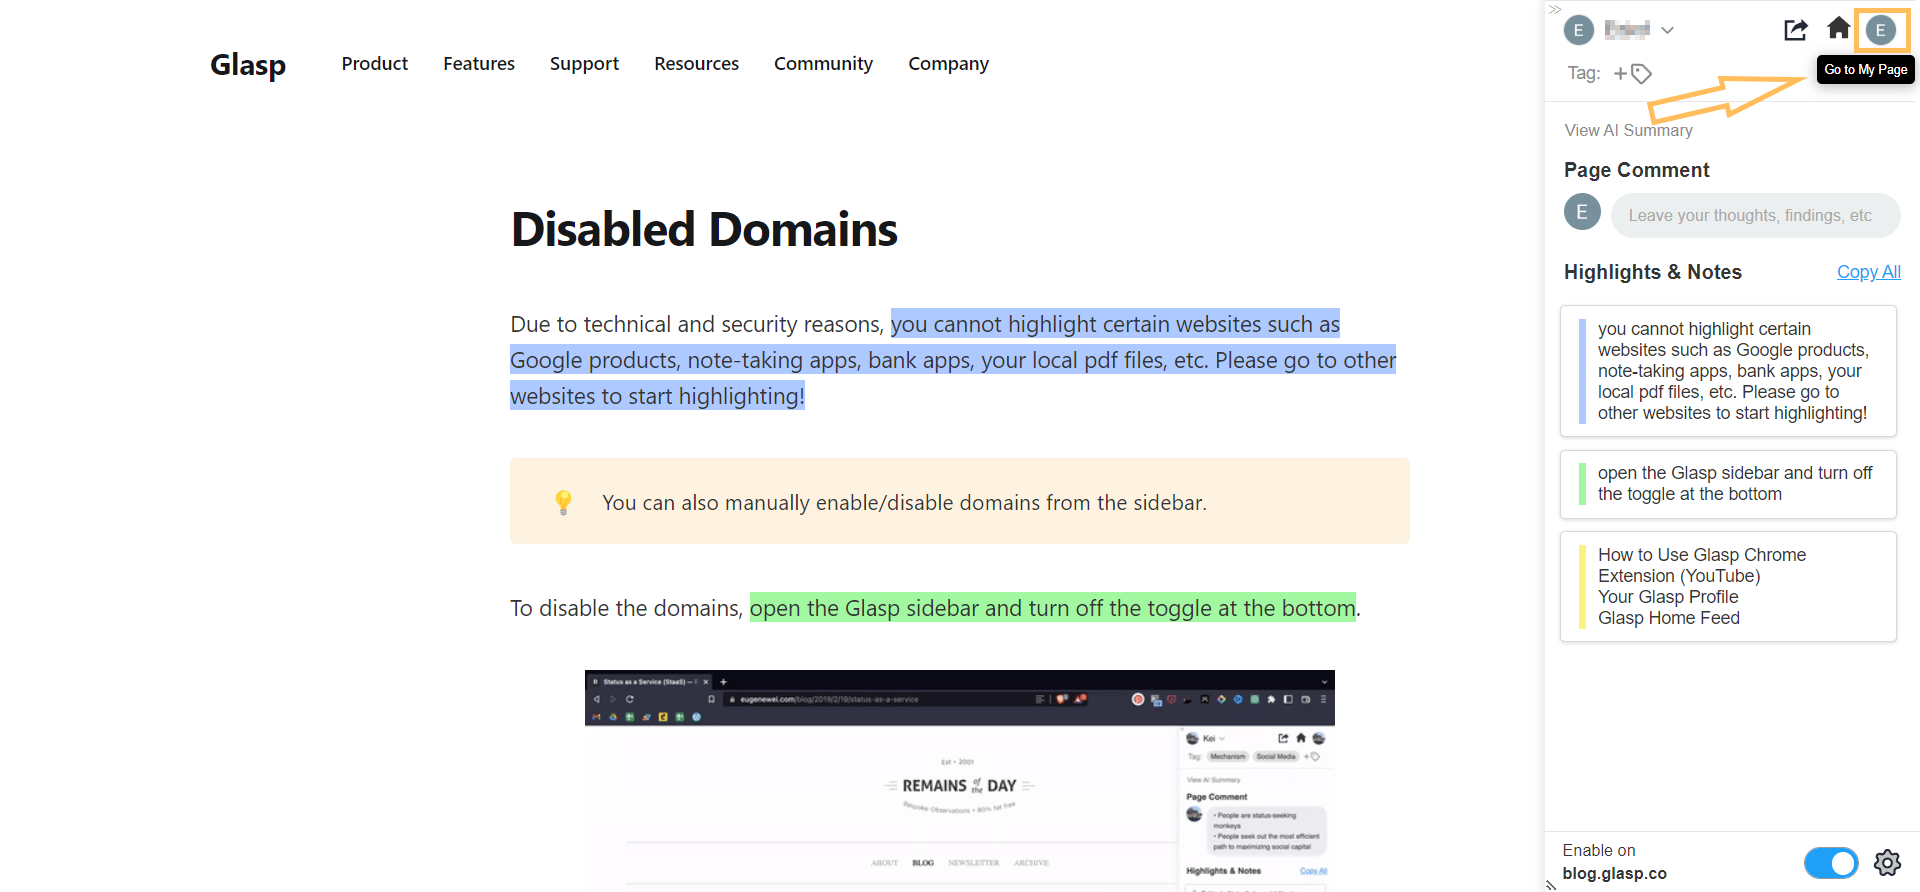 Glasp
Product Features Support Resources Community Company
Disabled Domains
Due to technical and security reasons, you cannot highlight certain websites such as
Google products, note-taking apps, bank apps, your local pdf files, etc. Please go to other
websites to start highlighting!
You can also manually enable/disable domains from the sidebar.
To disable the domains, open the Glasp sidebar and turn off the toggle at the bottom.
Status as a Service (StaaS) —
eugenewei.com/blog/2019/2/19/status-as-a-service
Est • 2001
REMAINS of the DAY
Bespoke Observations • 80% fat free
ABOUT BLOG NEWSLETTER ARCHIVE
Kei
Tag: Mechanism Social Media +
View AI Summary
Page Comment
• People are status-seeking
monkeys
• People seek out the most efficient
path to maximizing social capital
Highlights & Notes Copy All
E
E
Go to My Page
Tag: +
View AI Summary
Page Comment
E
Leave your thoughts, findings, etc
Highlights & Notes Copy All
you cannot highlight certain
websites such as Google products,
note-taking apps, bank apps, your
local pdf files, etc. Please go to
other websites to start highlighting!
open the Glasp sidebar and turn off
the toggle at the bottom
How to Use Glasp Chrome
Extension (YouTube)
Your Glasp Profile
Glasp Home Feed
Enable on
blog.glasp.co